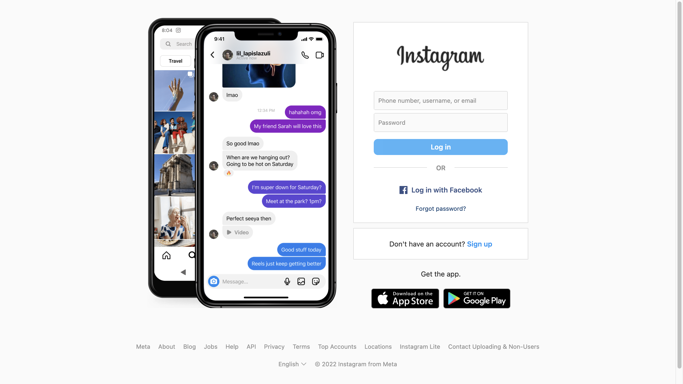 8:04
Search
Travel
9:41
lil_lapislazuli
lmao
12:34 PM
hahahah omg
My friend Sarah will love this
So good lmao
When are we hanging out?
Going to be hot on Saturday
I'm super down for Saturday?
Meet at the park? 1pm?
Perfect seeya then
Video
Good stuff today
Reels just keep getting better
Message...
Instagram
Phone number, username, or email
Password
Log in
OR
Log in with Facebook
Forgot password?
Don't have an account? Sign up
Get the app.
Download on the
App Store
GET IT ON
Google Play
Meta About Blog Jobs Help API Privacy Terms Top Accounts Locations Instagram Lite Contact Uploading & Non-Users
English © 2022 Instagram from Meta